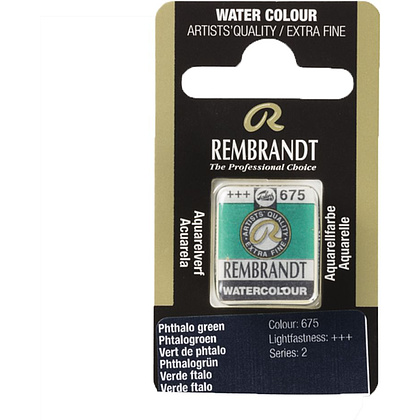 WATER COLOUR
ARTISTS'QUALITY / EXTRA FINE
R
REMBRANDT
The Professional Choice
+++ 675
ARTISTS' QUALITY
R
EXTRA FINE
REMBRANDT
WATERCOLOUR
Aquarelverf
Acuarela
Aquarellfarbe
Aquarelle
Phthalo green
Phtalogroen
Vert de phtalo
Phthalogrün
Verde ftalo
Verde ftalo
Colour: 675
Lightfastness: +++
Series: 2